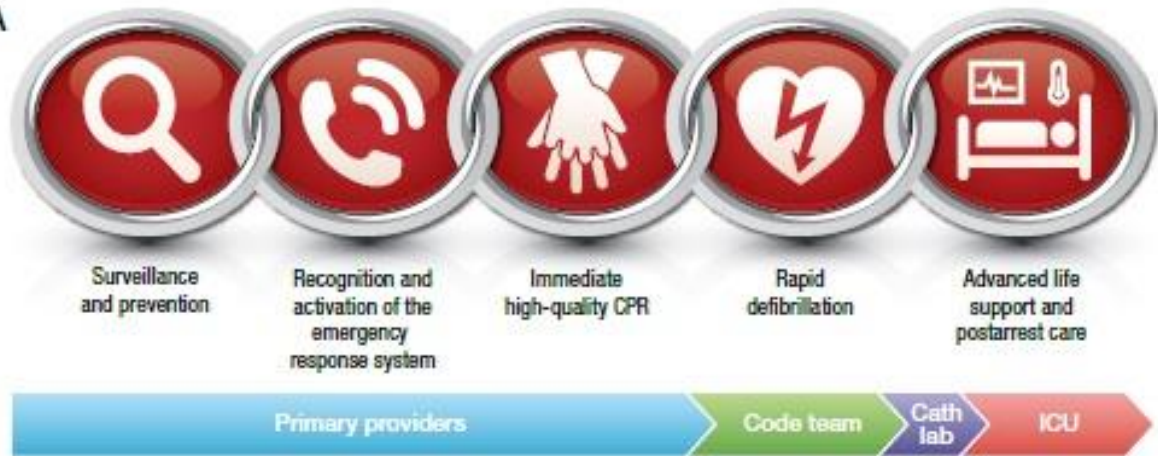 Surveillance
and prevention
Recognition and
activation of the
emergency
response system
Immediate
high-quality CPR
Rapid
defibrillation
Advanced life
support and
postarrest care
Primary providers
Code team
Cath
lab
ICU